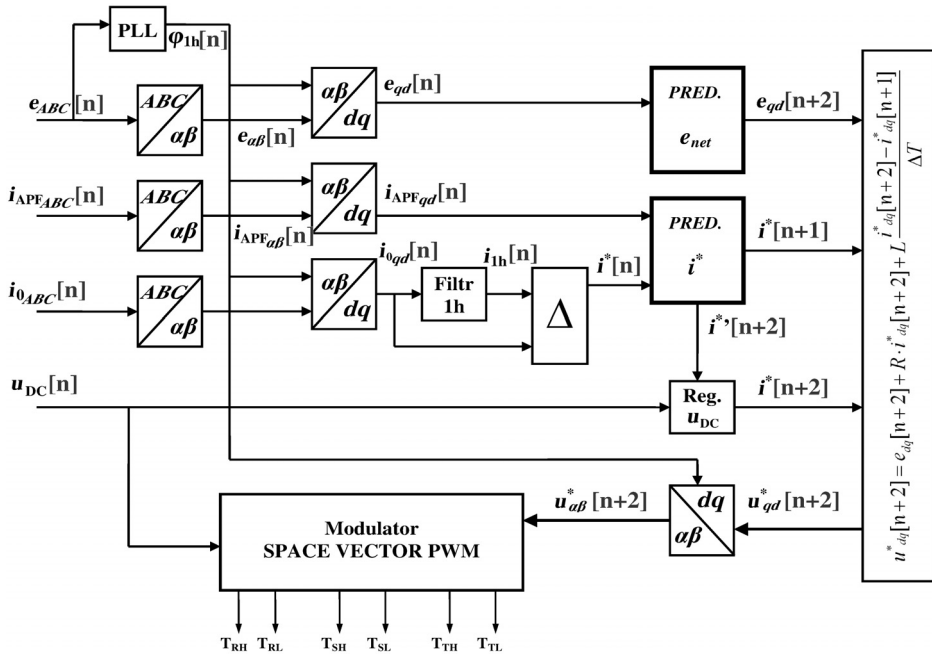 PLL
φ1h[n]
eABC[n]
ABC
αβ
eαβ[n]
αβ
dq
eqd[n]
PRED.
enet
eqd[n+2]
iAPFABC[n]
ABC
αβ
iAPFαβ[n]
αβ
dq
iAPFqd[n]
PRED.
i*
i*[n+1]
i0ABC[n]
ABC
αβ
αβ
dq
i0qd[n]
Filtr
1h
i1h[n]
Δ
i*[n]
i*'[n+2]
uDC[n]
Reg.
uDC
i*[n+2]
u*dq[n+2] = edq[n+2] + R·i*dq[n+2] + L i*dq[n+2] − i*dq[n+1]
ΔT
u*qd[n+2]
dq
αβ
u*αβ[n+2]
Modulator
SPACE VECTOR PWM
TRH TRL TSH TSL TTH TTL